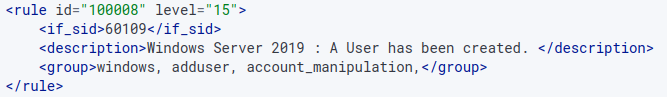 <rule id="100008" level="15">
<if_sid>60109</if_sid>
<description>Windows Server 2019 : A User has been created. </description>
<group>windows, adduser, account_manipulation,</group>
</rule>